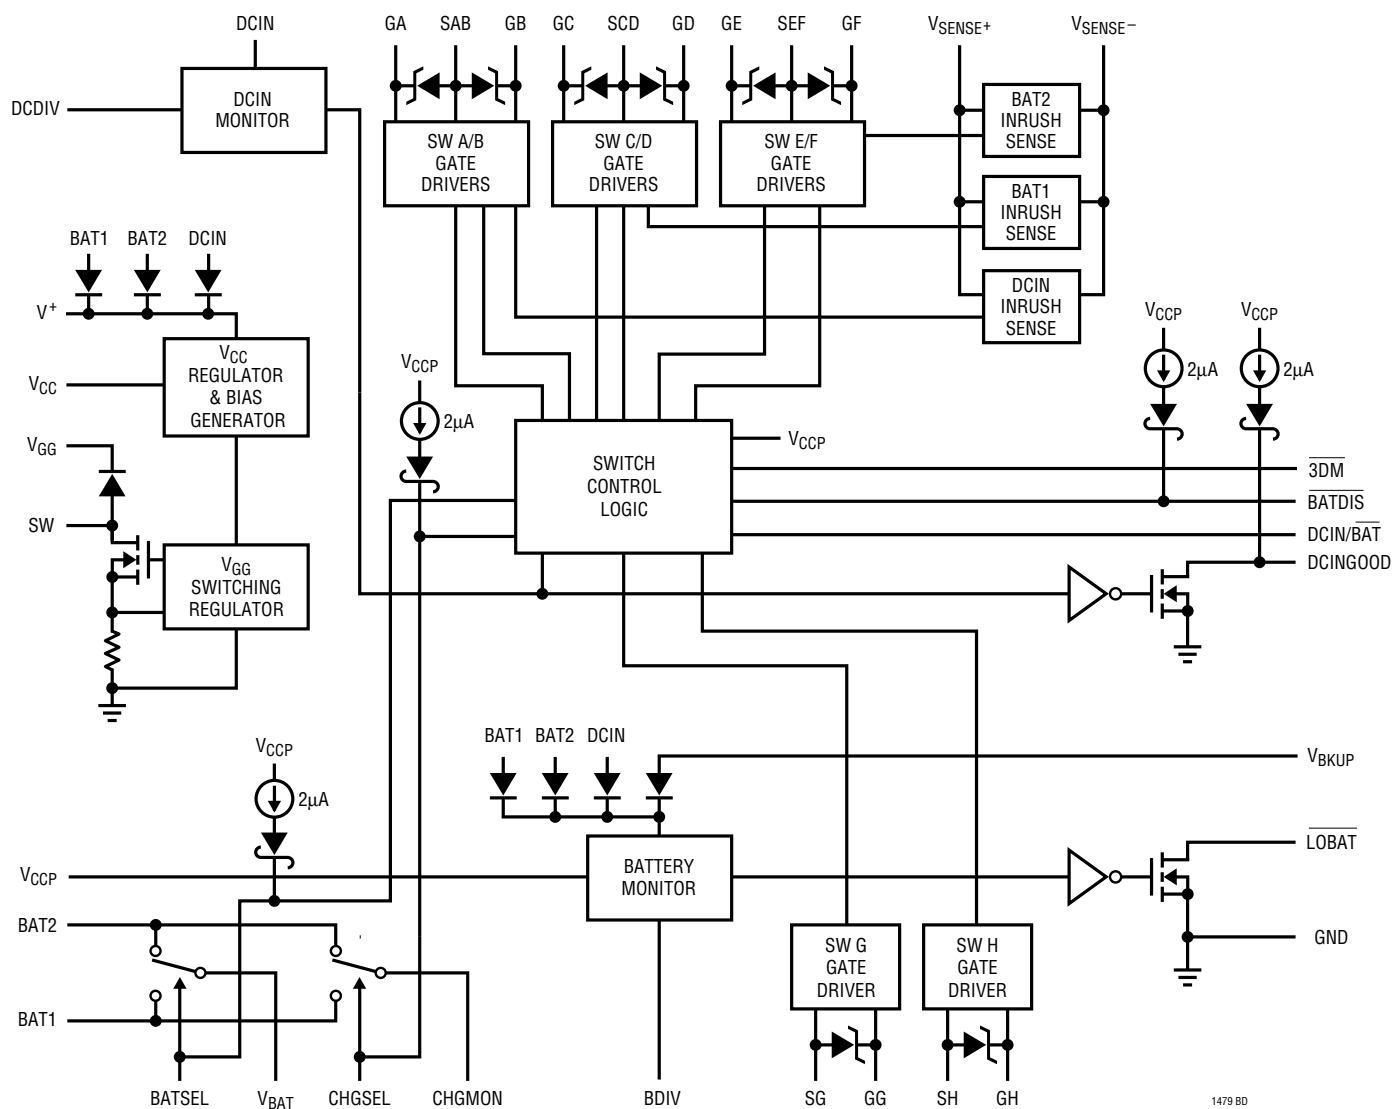 DCIN
GA SAB GB GC SCD GD GE SEF GF VSENSE+ VSENSE–
DCDIV
DCIN
MONITOR
SW A/B
GATE
DRIVERS
SW C/D
GATE
DRIVERS
SW E/F
GATE
DRIVERS
BAT2
INRUSH
SENSE
BAT1
INRUSH
SENSE
DCIN
INRUSH
SENSE
BAT1 BAT2 DCIN
V+
VCC
REGULATOR
& BIAS
GENERATOR
VCC
VGG
SW
VGG
SWITCHING
REGULATOR
VCCP
2µA
VCCP
2µA
VCCP
2µA
SWITCH
CONTROL
LOGIC
VCCP
3DM
BATDIS
DCIN/BAT
DCINGOOD
BAT1 BAT2 DCIN
VBKUP
VCCP
2µA
VCCP
BATTERY
MONITOR
LOBAT
BAT2
BAT1
SW G
GATE
DRIVER
SW H
GATE
DRIVER
GND
BATSEL VBAT CHGSEL CHGMON BDIV SG GG SH GH
1479 BD